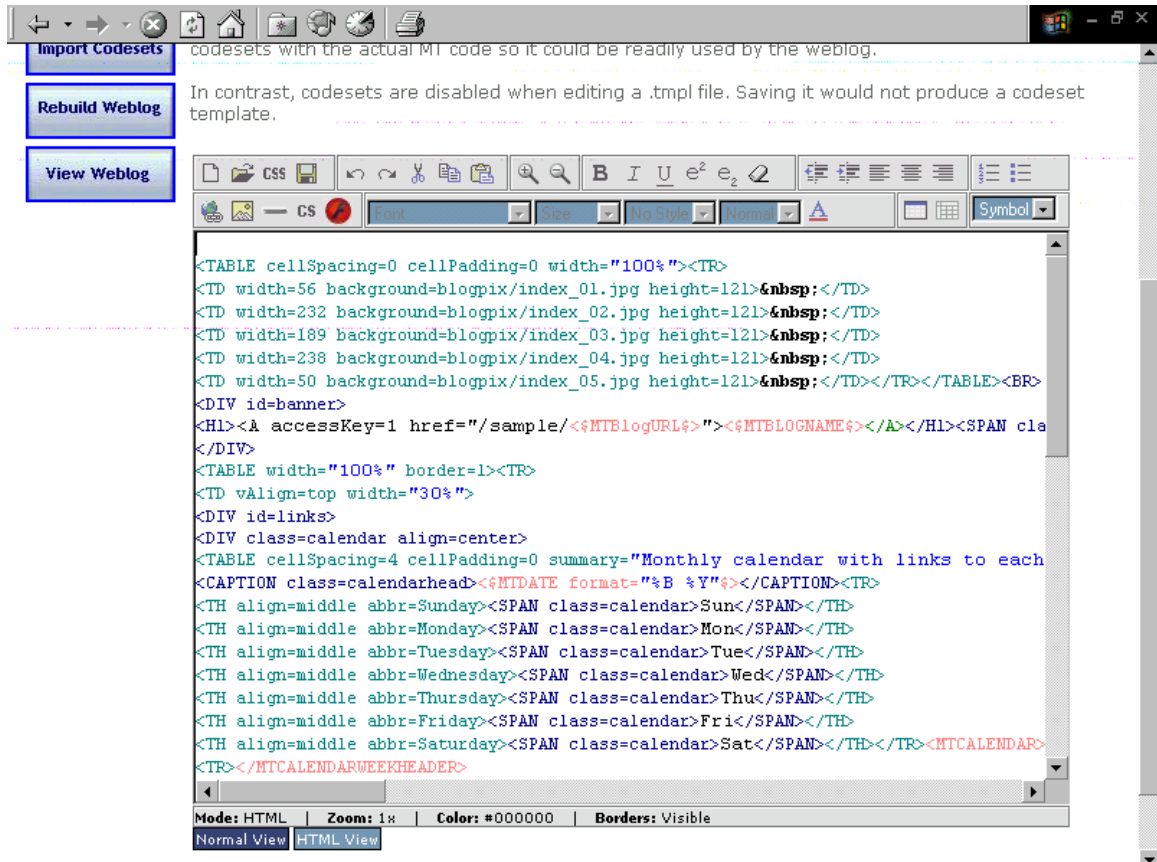 Import Codesets
codesets with the actual MT code so it could be readily used by the weblog.
Rebuild Weblog
In contrast, codesets are disabled when editing a .tmpl file. Saving it would not produce a codeset
template.
View Weblog
CSS B I U e² e₂
CS Font Size No Style Normal A Symbol
<TABLE cellSpacing=0 cellPadding=0 width="100%"><TR>
<TD width=56 background=blogpix/index_01.jpg height=121>&nbsp;</TD>
<TD width=232 background=blogpix/index_02.jpg height=121>&nbsp;</TD>
<TD width=189 background=blogpix/index_03.jpg height=121>&nbsp;</TD>
<TD width=238 background=blogpix/index_04.jpg height=121>&nbsp;</TD>
<TD width=50 background=blogpix/index_05.jpg height=121>&nbsp;</TD></TR></TABLE><BR>
<DIV id=banner>
<H1><A accessKey=1 href="/sample/<$MTBlogURL$>"><$MTBLOGNAME$></A></H1><SPAN cla
</DIV>
<TABLE width="100%" border=1><TR>
<TD vAlign=top width="30%">
<DIV id=links>
<DIV class=calendar align=center>
<TABLE cellSpacing=4 cellPadding=0 summary="Monthly calendar with links to each
<CAPTION class=calendarhead><$MTDATE format="%B %Y"$></CAPTION><TR>
<TH align=middle abbr=Sunday><SPAN class=calendar>Sun</SPAN></TH>
<TH align=middle abbr=Monday><SPAN class=calendar>Mon</SPAN></TH>
<TH align=middle abbr=Tuesday><SPAN class=calendar>Tue</SPAN></TH>
<TH align=middle abbr=Wednesday><SPAN class=calendar>Wed</SPAN></TH>
<TH align=middle abbr=Thursday><SPAN class=calendar>Thu</SPAN></TH>
<TH align=middle abbr=Friday><SPAN class=calendar>Fri</SPAN></TH>
<TH align=middle abbr=Saturday><SPAN class=calendar>Sat</SPAN></TH></TR><MTCALENDAR>
<TR></MTCALENDARWEEKHEADER>
Mode: HTML | Zoom: 1x | Color: #000000 | Borders: Visible
Normal View HTML View